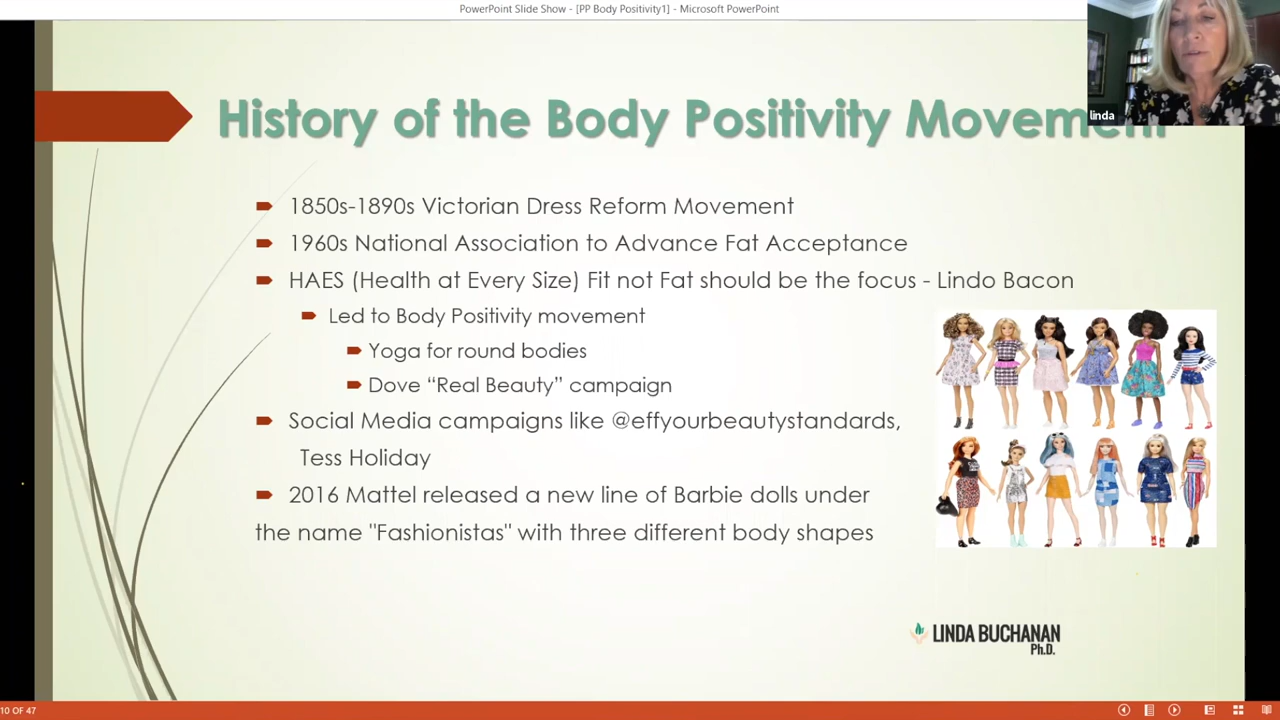 PowerPoint Slide Show - [PP Body Positivity1] - Microsoft PowerPoint
linda
History of the Body Positivity Movement
1850s-1890s Victorian Dress Reform Movement
1960s National Association to Advance Fat Acceptance
HAES (Health at Every Size) Fit not Fat should be the focus - Lindo Bacon
Led to Body Positivity movement
Yoga for round bodies
Dove “Real Beauty” campaign
Social Media campaigns like @effyourbeautystandards,
Tess Holiday
2016 Mattel released a new line of Barbie dolls under
the name "Fashionistas" with three different body shapes
LINDA BUCHANAN
Ph.D.
10 OF 47